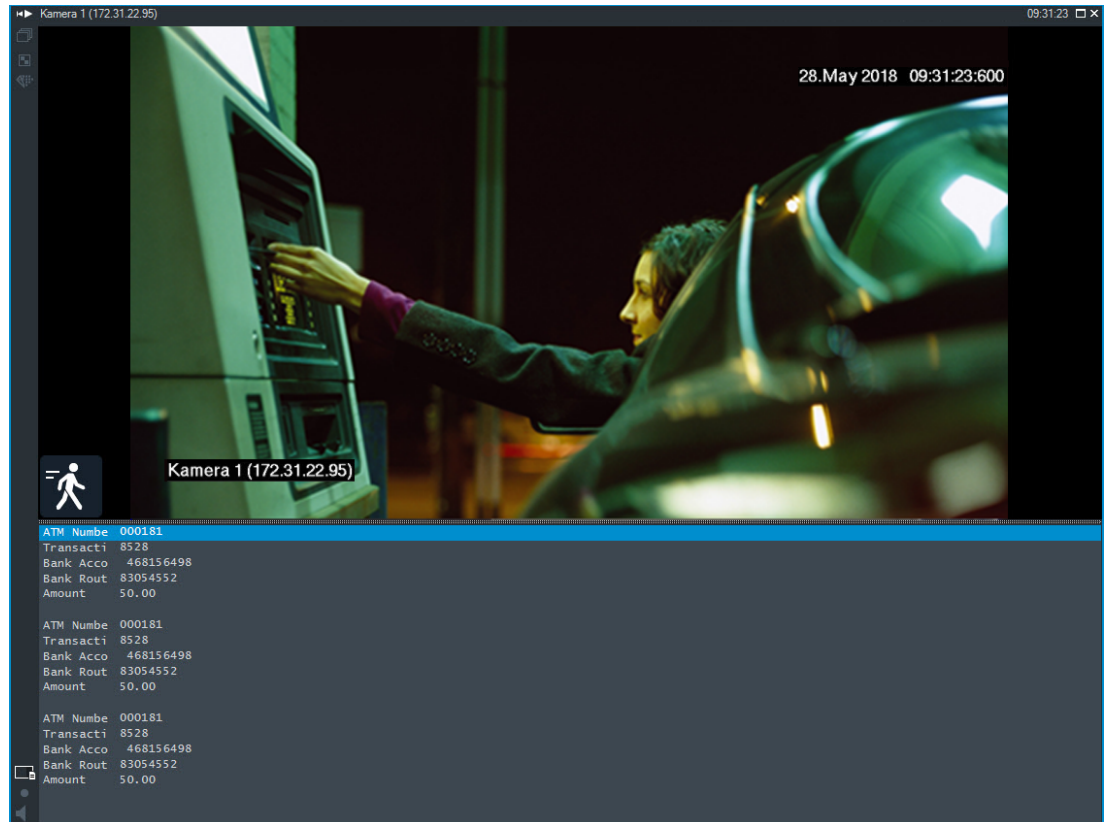 Kamera 1 (172.31.22.95) 09:31:23
28.May 2018 09:31:23:600
Kamera 1 (172.31.22.95)
ATM Numbe 000181
Transacti 8528
Bank Acco 468156498
Bank Rout 83054552
Amount 50.00
ATM Numbe 000181
Transacti 8528
Bank Acco 468156498
Bank Rout 83054552
Amount 50.00
ATM Numbe 000181
Transacti 8528
Bank Acco 468156498
Bank Rout 83054552
Amount 50.00